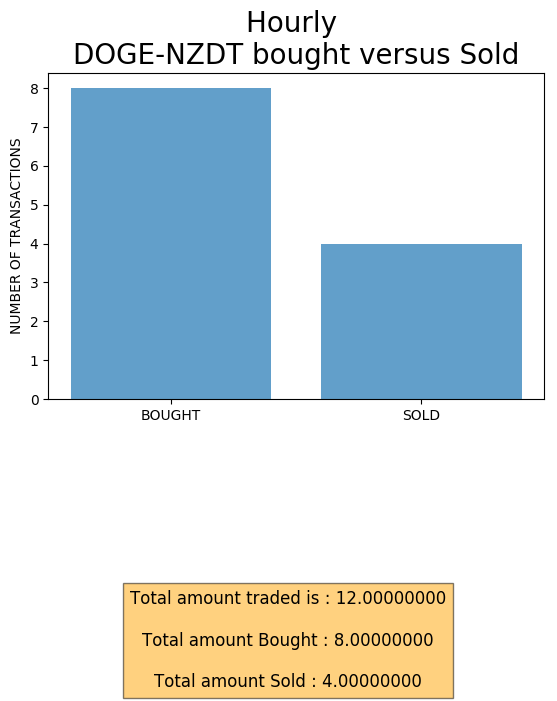 Hourly
DOGE-NZDT bought versus Sold
NUMBER OF TRANSACTIONS
8
7
6
5
4
3
2
1
0
BOUGHT
SOLD
Total amount traded is : 12.00000000
Total amount Bought : 8.00000000
Total amount Sold : 4.00000000